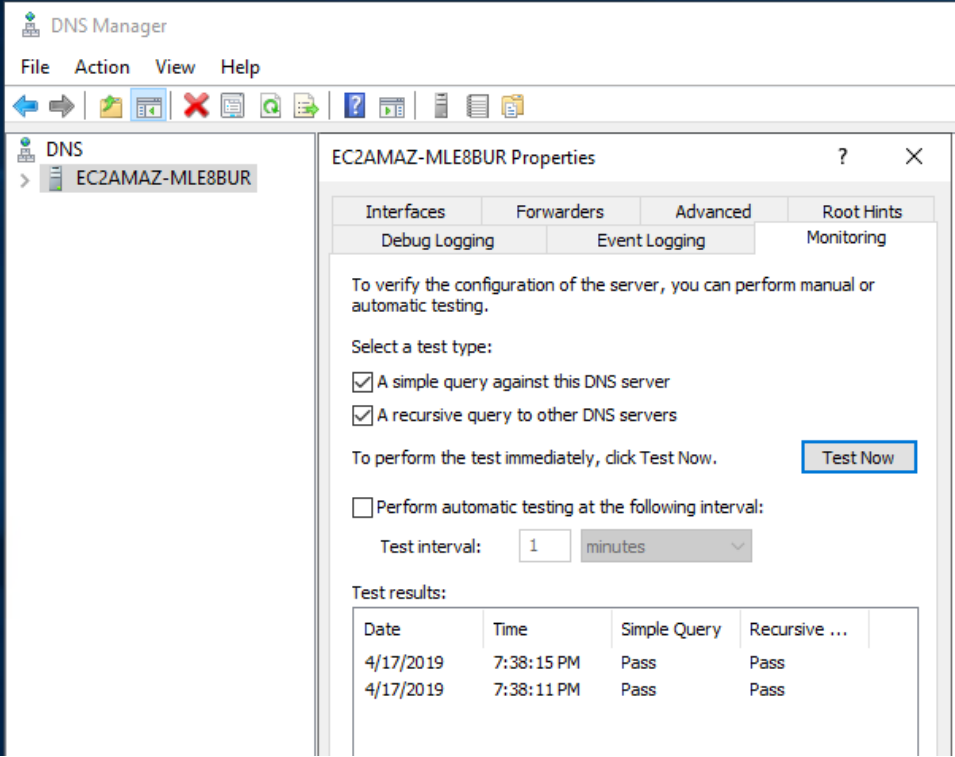 DNS Manager
File Action View Help
DNS
EC2AMAZ-MLE8BUR
EC2AMAZ-MLE8BUR Properties
?
Interfaces Forwarders Advanced Root Hints
Debug Logging Event Logging Monitoring
To verify the configuration of the server, you can perform manual or
automatic testing.
Select a test type:
A simple query against this DNS server
A recursive query to other DNS servers
To perform the test immediately, click Test Now. Test Now
Perform automatic testing at the following interval:
Test interval: 1 minutes
Test results:
Date Time Simple Query Recursive ...
4/17/2019 7:38:15 PM Pass Pass
4/17/2019 7:38:11 PM Pass Pass